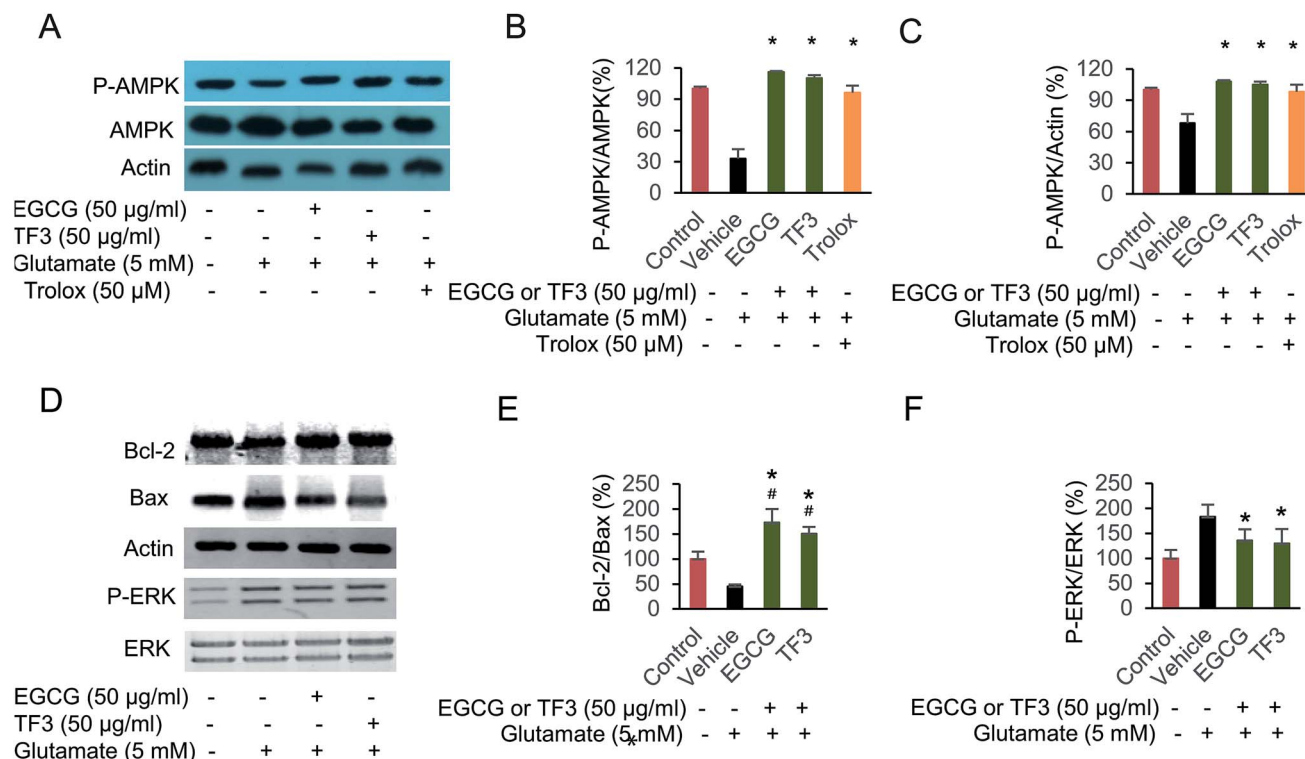 A
P-AMPK
AMPK
Actin
EGCG (50 µg/ml) - - + - -
TF3 (50 µg/ml) - - - + -
Glutamate (5 mM) - + + + +
Trolox (50 µM) - - - - +
B
* * *
P-AMPK/AMPK(%)
120
90
60
30
0
Control Vehicle EGCG TF3 Trolox
EGCG or TF3 (50 µg/ml) - - + + -
Glutamate (5 mM) - + + + +
Trolox (50 µM) - - - - +
C
* * *
P-AMPK/Actin (%)
120
90
60
30
0
Control Vehicle EGCG TF3 Trolox
EGCG or TF3 (50 µg/ml) - - + + -
Glutamate (5 mM) - + + + +
Trolox (50 µM) - - - - +
D
Bcl-2
Bax
Actin
P-ERK
ERK
EGCG (50 µg/ml) - - + -
TF3 (50 µg/ml) - - - +
Glutamate (5 mM) - + + +
E
* *
# #
Bcl-2/Bax (%)
250
200
150
100
50
0
Control Vehicle EGCG TF3
EGCG or TF3 (50 µg/ml) - - + +
Glutamate (5 mM) - + + +
*
F
* *
P-ERK/ERK (%)
250
200
150
100
50
0
Control Vehicle EGCG TF3
EGCG or TF3 (50 µg/ml) - - + +
Glutamate (5 mM) - + + +